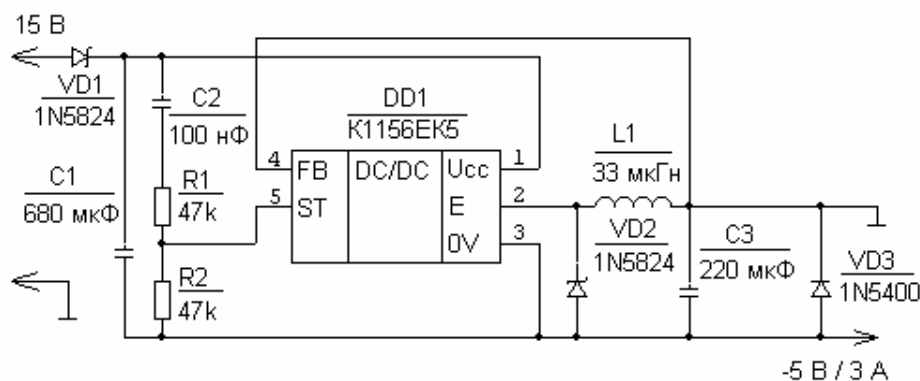 15 В
VD1
1N5824
C1
680 мкФ
C2
100 нФ
R1
47k
R2
47k
DD1
К1156ЕК5
4
FB
5
ST
DC/DC
Ucc
1
E
2
0V
3
L1
33 мкГн
VD2
1N5824
C3
220 мкФ
VD3
1N5400
-5 В / 3 А